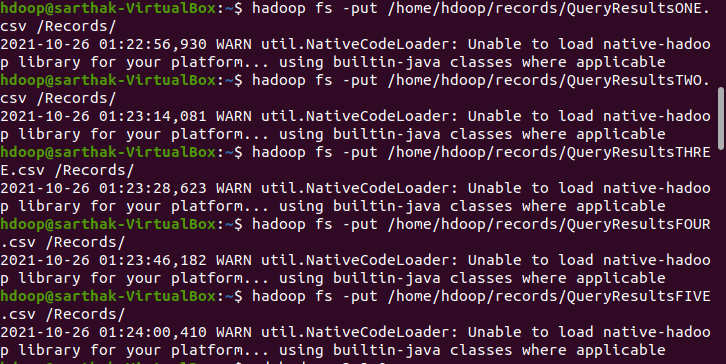 hdoop@sarthak-VirtualBox:~$ hadoop fs -put /home/hdoop/records/QueryResultsONE.
csv /Records/
2021-10-26 01:22:56,930 WARN util.NativeCodeLoader: Unable to load native-hadoo
p library for your platform... using builtin-java classes where applicable
hdoop@sarthak-VirtualBox:~$ hadoop fs -put /home/hdoop/records/QueryResultsTWO.
csv /Records/
2021-10-26 01:23:14,081 WARN util.NativeCodeLoader: Unable to load native-hadoo
p library for your platform... using builtin-java classes where applicable
hdoop@sarthak-VirtualBox:~$ hadoop fs -put /home/hdoop/records/QueryResultsTHRE
E.csv /Records/
2021-10-26 01:23:28,623 WARN util.NativeCodeLoader: Unable to load native-hadoo
p library for your platform... using builtin-java classes where applicable
hdoop@sarthak-VirtualBox:~$ hadoop fs -put /home/hdoop/records/QueryResultsFOUR
.csv /Records/
2021-10-26 01:23:46,182 WARN util.NativeCodeLoader: Unable to load native-hadoo
p library for your platform... using builtin-java classes where applicable
hdoop@sarthak-VirtualBox:~$ hadoop fs -put /home/hdoop/records/QueryResultsFIVE
.csv /Records/
2021-10-26 01:24:00,410 WARN util.NativeCodeLoader: Unable to load native-hadoo
p library for your platform... using builtin-java classes where applicable